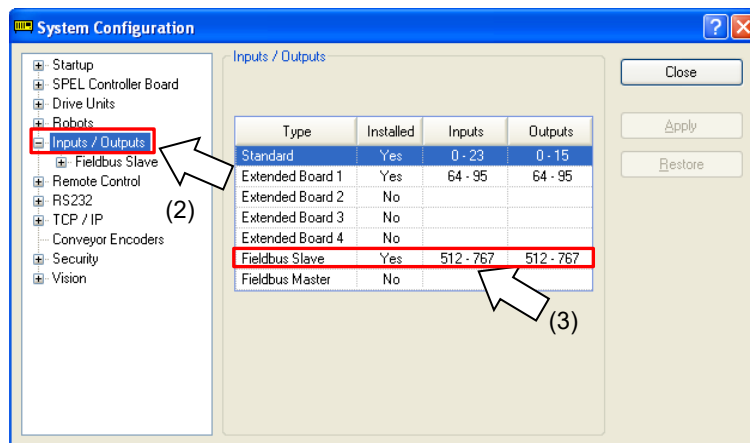 System Configuration
Startup
SPEL Controller Board
Drive Units
Robots
Inputs / Outputs
Fieldbus Slave
Remote Control
RS232
TCP / IP
Conveyor Encoders
Security
Vision
(2)
Inputs / Outputs
Type Installed Inputs Outputs
Standard Yes 0 - 23 0 - 15
Extended Board 1 Yes 64 - 95 64 - 95
Extended Board 2 No
Extended Board 3 No
Extended Board 4 No
Fieldbus Slave Yes 512 - 767 512 - 767
Fieldbus Master No
(3)
Close
Apply
Restore